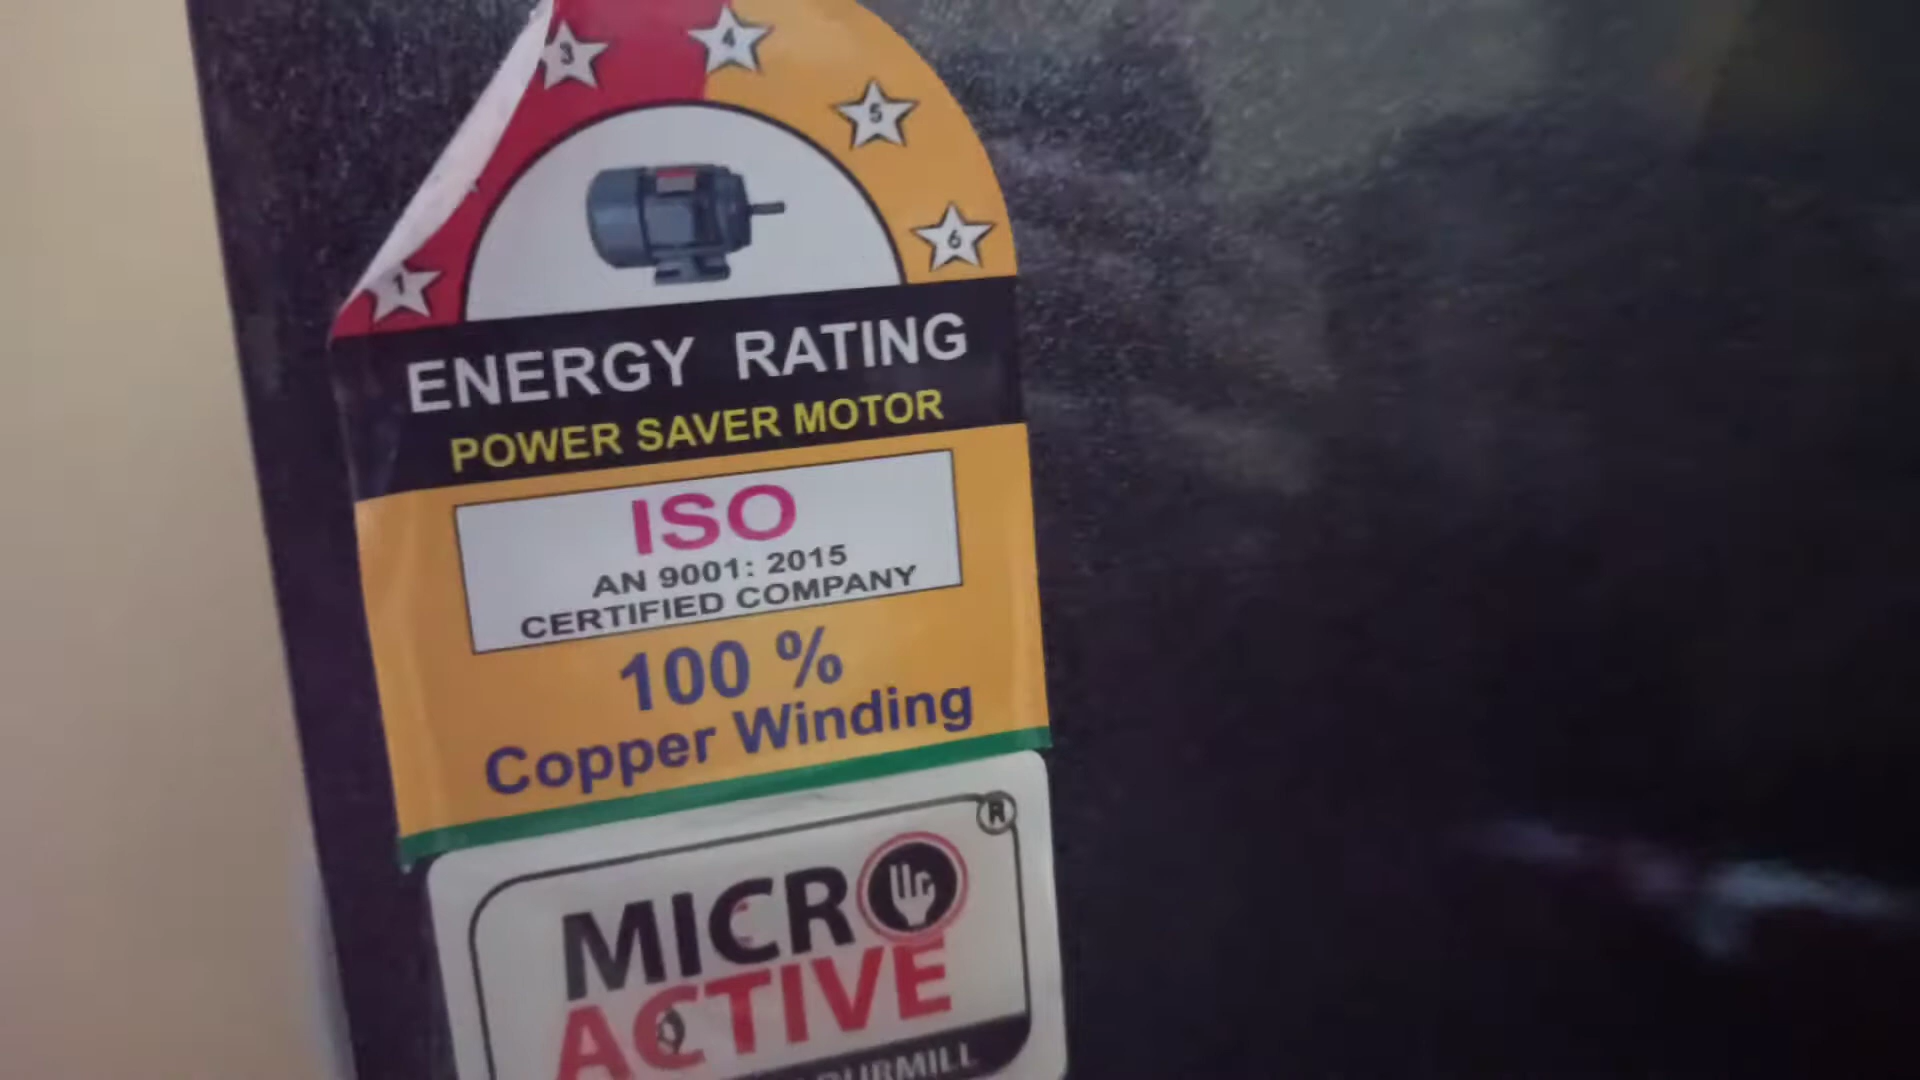 3 4
5
6
1
ENERGY RATING
POWER SAVER MOTOR
ISO
AN 9001: 2015
CERTIFIED COMPANY
100 %
Copper Winding
®
MICRO
ACTIVE